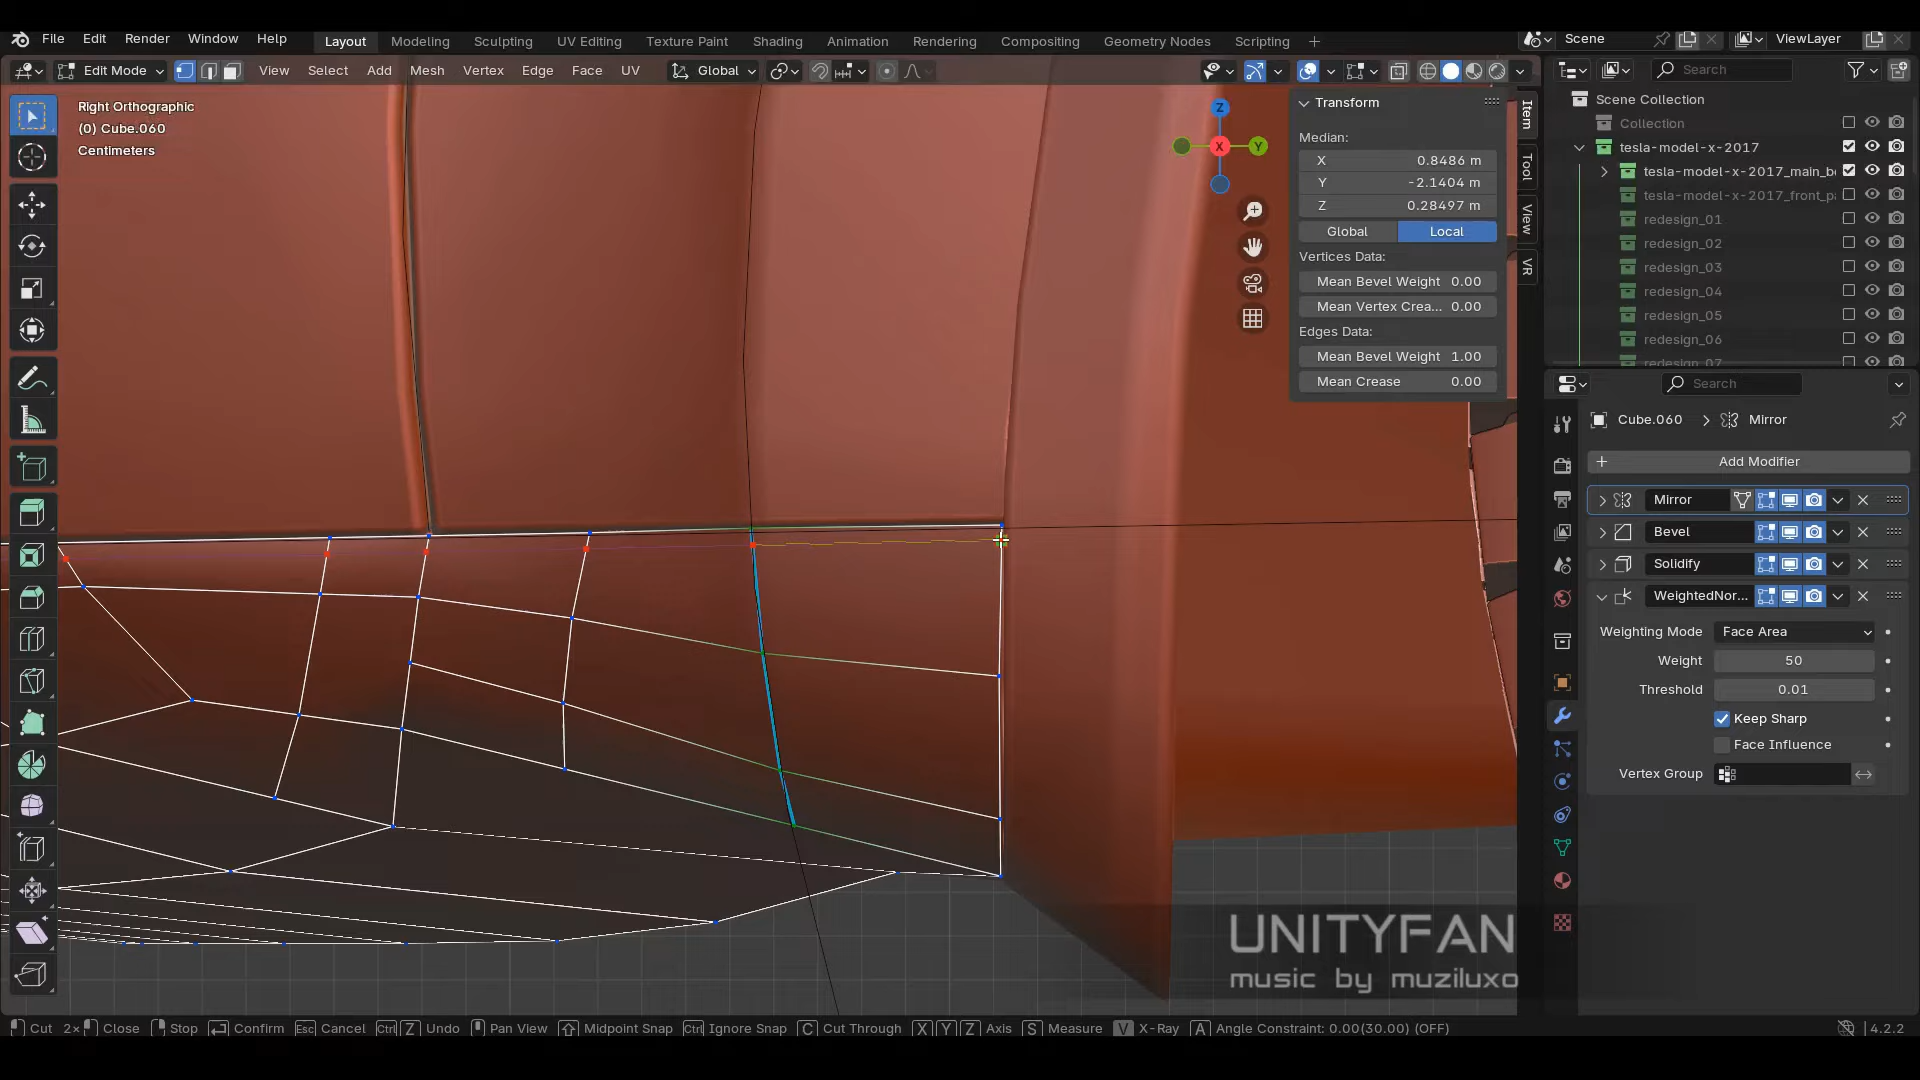 File Edit Render Window Help Layout Modeling Sculpting UV Editing Texture Paint Shading Animation Rendering Compositing Geometry Nodes Scripting + Scene ViewLayer
Edit Mode View Select Add Mesh Vertex Edge Face UV Global Search
Right Orthographic
(0) Cube.060
Centimeters
Z
X
Y
Transform
Median:
X 0.8486 m
Y -2.1404 m
Z 0.28497 m
Global Local
Vertices Data:
Mean Bevel Weight 0.00
Mean Vertex Crea... 0.00
Edges Data:
Mean Bevel Weight 1.00
Mean Crease 0.00
Item
Tool
View
VR
Scene Collection
Collection
tesla-model-x-2017
tesla-model-x-2017_main_b
tesla-model-x-2017_front_p
redesign_01
redesign_02
redesign_03
redesign_04
redesign_05
redesign_06
redesign_07
Search
Cube.060 > Mirror
+ Add Modifier
Mirror
Bevel
Solidify
WeightedNor...
Weighting Mode Face Area
Weight 50
Threshold 0.01
Keep Sharp
Face Influence
Vertex Group
UNITYFAN
music by muziluxo
Cut 2× Close Stop Confirm Esc Cancel Ctrl Z Undo Pan View Midpoint Snap Ctrl Ignore Snap C Cut Through X Y Z Axis S Measure V X-Ray A Angle Constraint: 0.00(30.00) (OFF) 4.2.2